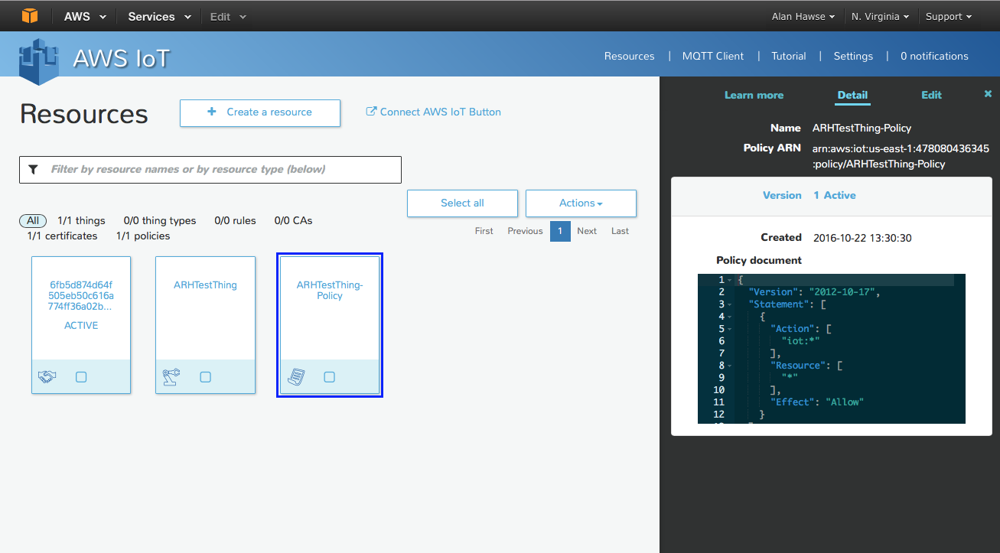 AWS Services Edit Alan Hawse N. Virginia Support
AWS IoT
Resources | MQTT Client | Tutorial | Settings | 0 notifications
Resources
+ Create a resource
Connect AWS IoT Button
Filter by resource names or by resource type (below)
Select all
Actions
All 1/1 things 0/0 thing types 0/0 rules 0/0 CAs
1/1 certificates 1/1 policies
First Previous 1 Next Last
6fb5d874d64f
505eb50c616a
774ff36a02b...
ACTIVE
ARHTestThing
ARHTestThing-
Policy
Learn more Detail Edit ×
Name ARHTestThing-Policy
Policy ARN arn:aws:iot:us-east-1:478080436345
:policy/ARHTestThing-Policy
Version 1 Active
Created 2016-10-22 13:30:30
Policy document
1 {
2 "Version": "2012-10-17",
3 "Statement": [
4 {
5 "Action": [
6 "iot:*"
7 ],
8 "Resource": [
9 "*"
10 ],
11 "Effect": "Allow"
12 }